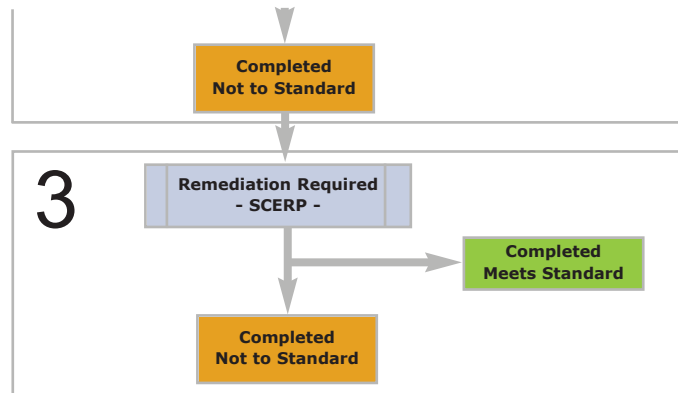 Completed
Not to Standard
3
Remediation Required
- SCERP -
Completed
Meets Standard
Completed
Not to Standard